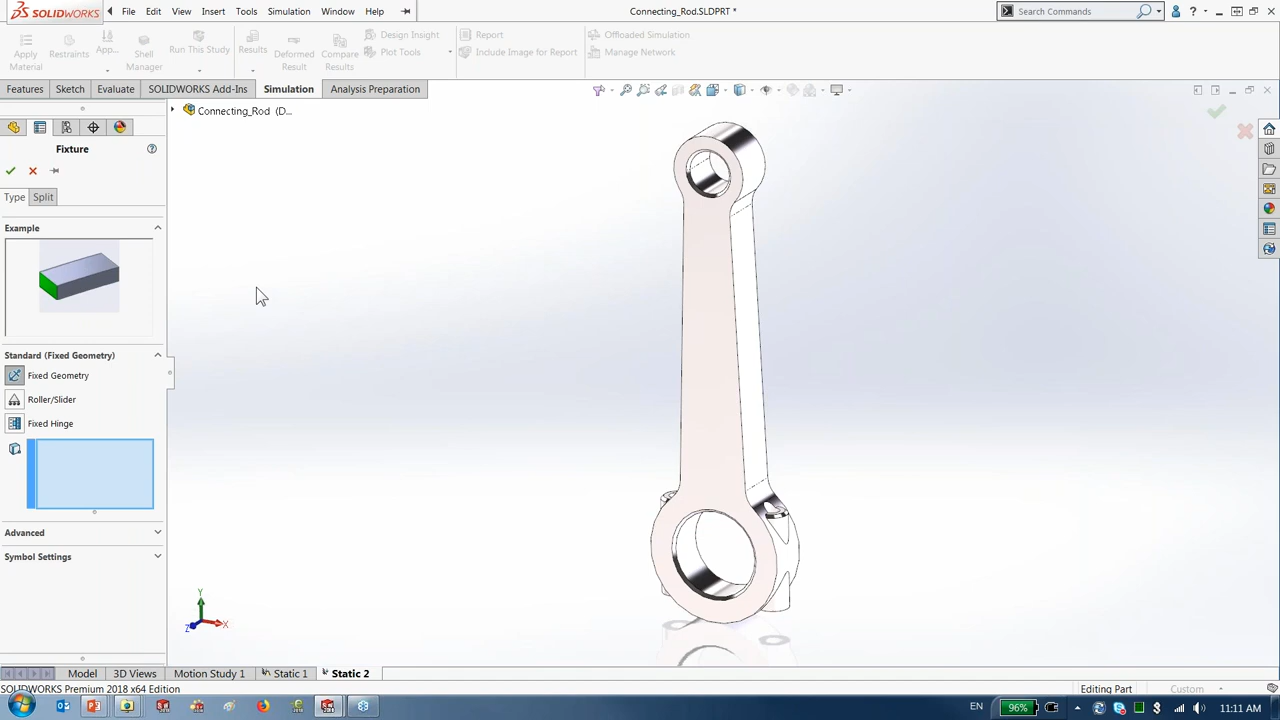 SOLIDWORKS
File Edit View Insert Tools Simulation Window Help
Connecting_Rod.SLDPRT *
Search Commands
?
Apply Material
Restraints
App...
Shell Manager
Run This Study
Results
Deformed Result
Compare Results
Design Insight
Plot Tools
Report
Include Image for Report
Offloaded Simulation
Manage Network
Features Sketch Evaluate SOLIDWORKS Add-Ins Simulation Analysis Preparation
Connecting_Rod (D...
Fixture
?
Type Split
Example
Standard (Fixed Geometry)
Fixed Geometry
Roller/Slider
Fixed Hinge
Advanced
Symbol Settings
Y
Z X
Model 3D Views Motion Study 1 Static 1 Static 2
SOLIDWORKS Premium 2018 x64 Edition
Editing Part Custom
EN 96% 11:11 AM